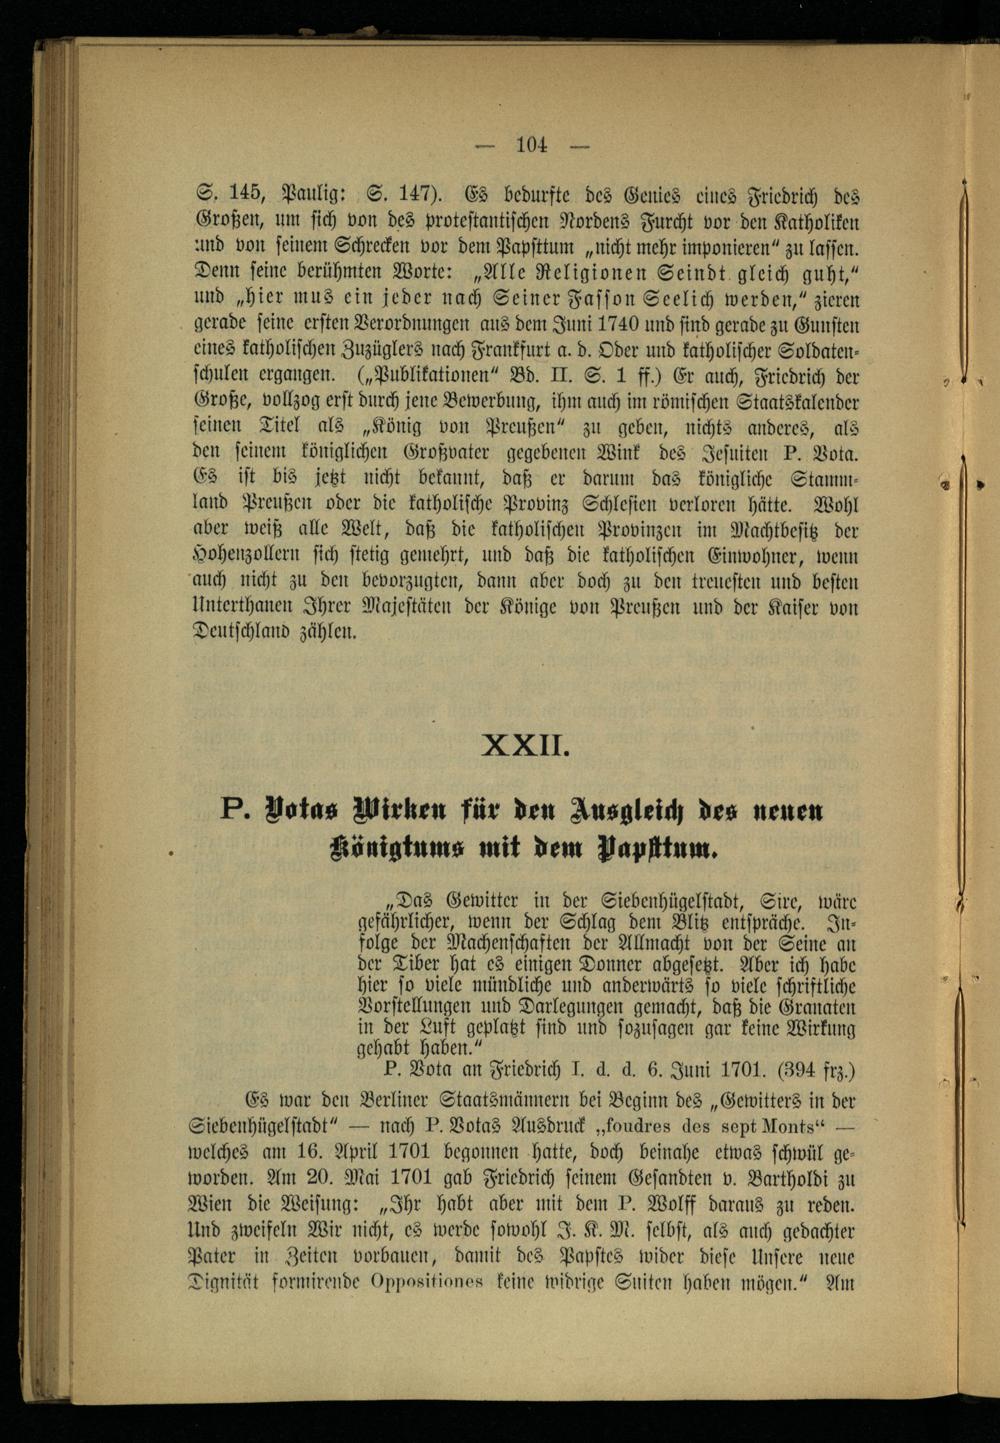 — 104 —
S. 145, Paulig: S. 147). Es bedurfte des Genies eines Friedrich des
Großen, um sich von des protestantischen Nordens Furcht vor den Katholiken
und von seinem Schrecken vor dem Papsttum „nicht mehr imponieren“ zu lassen.
Denn seine berühmten Worte: „Alle Religionen Seindt gleich guht,“
und „hier mus ein jeder nach Seiner Fasson Seelich werden,“ zieren
gerade seine ersten Verordnungen aus dem Juni 1740 und sind gerade zu Gunsten
eines katholischen Zuzüglers nach Frankfurt a. d. Oder und katholischer Soldaten-
schulen ergangen. („Publikationen“ Bd. II. S. 1 ff.) Er auch, Friedrich der
Große, vollzog erst durch jene Bewerbung, ihm auch im römischen Staatskalender
seinen Titel als „König von Preußen“ zu geben, nichts anderes, als
den seinem königlichen Großvater gegebenen Wink des Jesuiten P. Vota.
Es ist bis jetzt nicht bekannt, daß er darum das königliche Stamm-
land Preußen oder die katholische Provinz Schlesien verloren hätte. Wohl
aber weiß alle Welt, daß die katholischen Provinzen im Machtbesitz der
Hohenzollern sich stetig gemehrt, und daß die katholischen Einwohner, wenn
auch nicht zu den bevorzugten, dann aber doch zu den treuesten und besten
Unterthanen Ihrer Majestäten der Könige von Preußen und der Kaiser von
Deutschland zählen.
XXII.
P. Votas Wirken für den Ausgleich des neuen
Königtums mit dem Papsttum.
„Das Gewitter in der Siebenhügelstadt, Sire, wäre
gefährlicher, wenn der Schlag dem Blitz entspräche. In-
folge der Machenschaften der Allmacht von der Seine an
der Tiber hat es einigen Donner abgesetzt. Aber ich habe
hier so viele mündliche und anderwärts so viele schriftliche
Vorstellungen und Darlegungen gemacht, daß die Granaten
in der Luft geplatzt sind und sozusagen gar keine Wirkung
gehabt haben.“
P. Vota an Friedrich I. d. d. 6. Juni 1701. (394 frz.)
Es war den Berliner Staatsmännern bei Beginn des „Gewitters in der
Siebenhügelstadt“ — nach P. Votas Ausdruck „foudres des sept Monts“ —
welches am 16. April 1701 begonnen hatte, doch beinahe etwas schwül ge-
worden. Am 20. Mai 1701 gab Friedrich seinem Gesandten v. Bartholdi zu
Wien die Weisung: „Ihr habt aber mit dem P. Wolff daraus zu reden.
Und zweifeln Wir nicht, es werde sowohl J. K. M. selbst, als auch gedachter
Pater in Zeiten vorbauen, damit des Papstes wider diese Unsere neue
Dignität formirende Oppositiones keine widrige Suiten haben mögen.“ Am